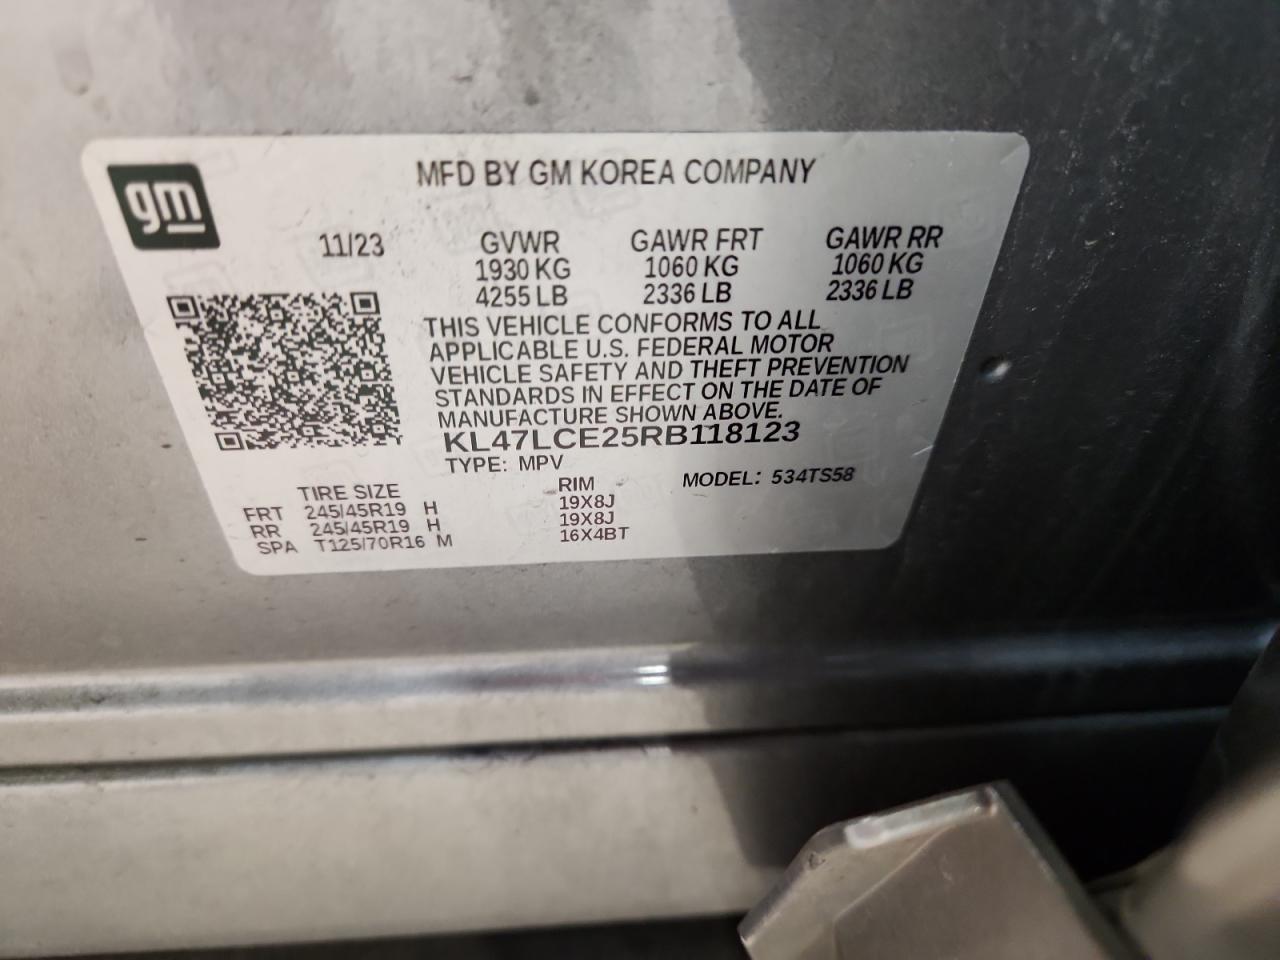 gm
MFD BY GM KOREA COMPANY
11/23 GVWR GAWR FRT GAWR RR
1930 KG 1060 KG 1060 KG
4255 LB 2336 LB 2336 LB
THIS VEHICLE CONFORMS TO ALL
APPLICABLE U.S. FEDERAL MOTOR
VEHICLE SAFETY AND THEFT PREVENTION
STANDARDS IN EFFECT ON THE DATE OF
MANUFACTURE SHOWN ABOVE.
KL47LCE25RB118123
TYPE: MPV MODEL: 534TS58
TIRE SIZE RIM
FRT 245/45R19 H 19X8J
RR 245/45R19 H 19X8J
SPA T125/70R16 M 16X4BT